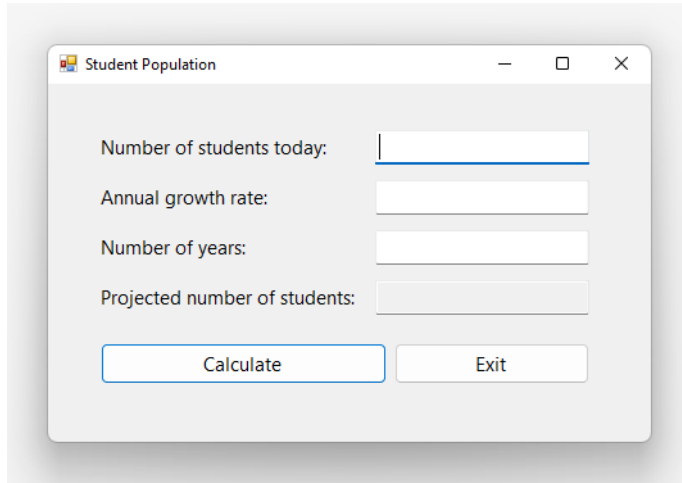 Student Population
Number of students today:
Annual growth rate:
Number of years:
Projected number of students:
Calculate Exit